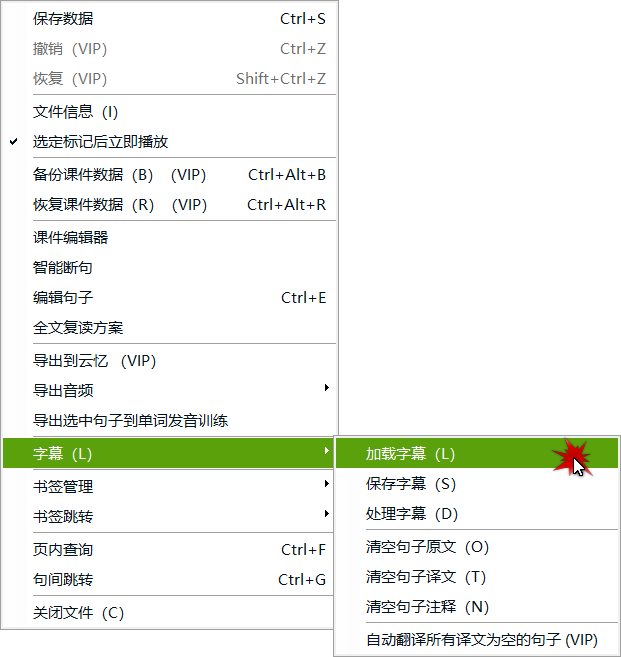 保存数据 Ctrl+S
撤销（VIP） Ctrl+Z
恢复（VIP） Shift+Ctrl+Z
文件信息（I）
选定标记后立即播放
备份课件数据（B）（VIP） Ctrl+Alt+B
恢复课件数据（R）（VIP） Ctrl+Alt+R
课件编辑器
智能断句
编辑句子 Ctrl+E
全文复读方案
导出到云忆 （VIP）
导出音频
导出选中句子到单词发音训练
字幕（L）
书签管理
书签跳转
页内查询 Ctrl+F
句间跳转 Ctrl+G
关闭文件（C）
加载字幕（L）
保存字幕（S）
处理字幕（D）
清空句子原文（O）
清空句子译文（T）
清空句子注释（N）
自动翻译所有译文为空的句子 (VIP)